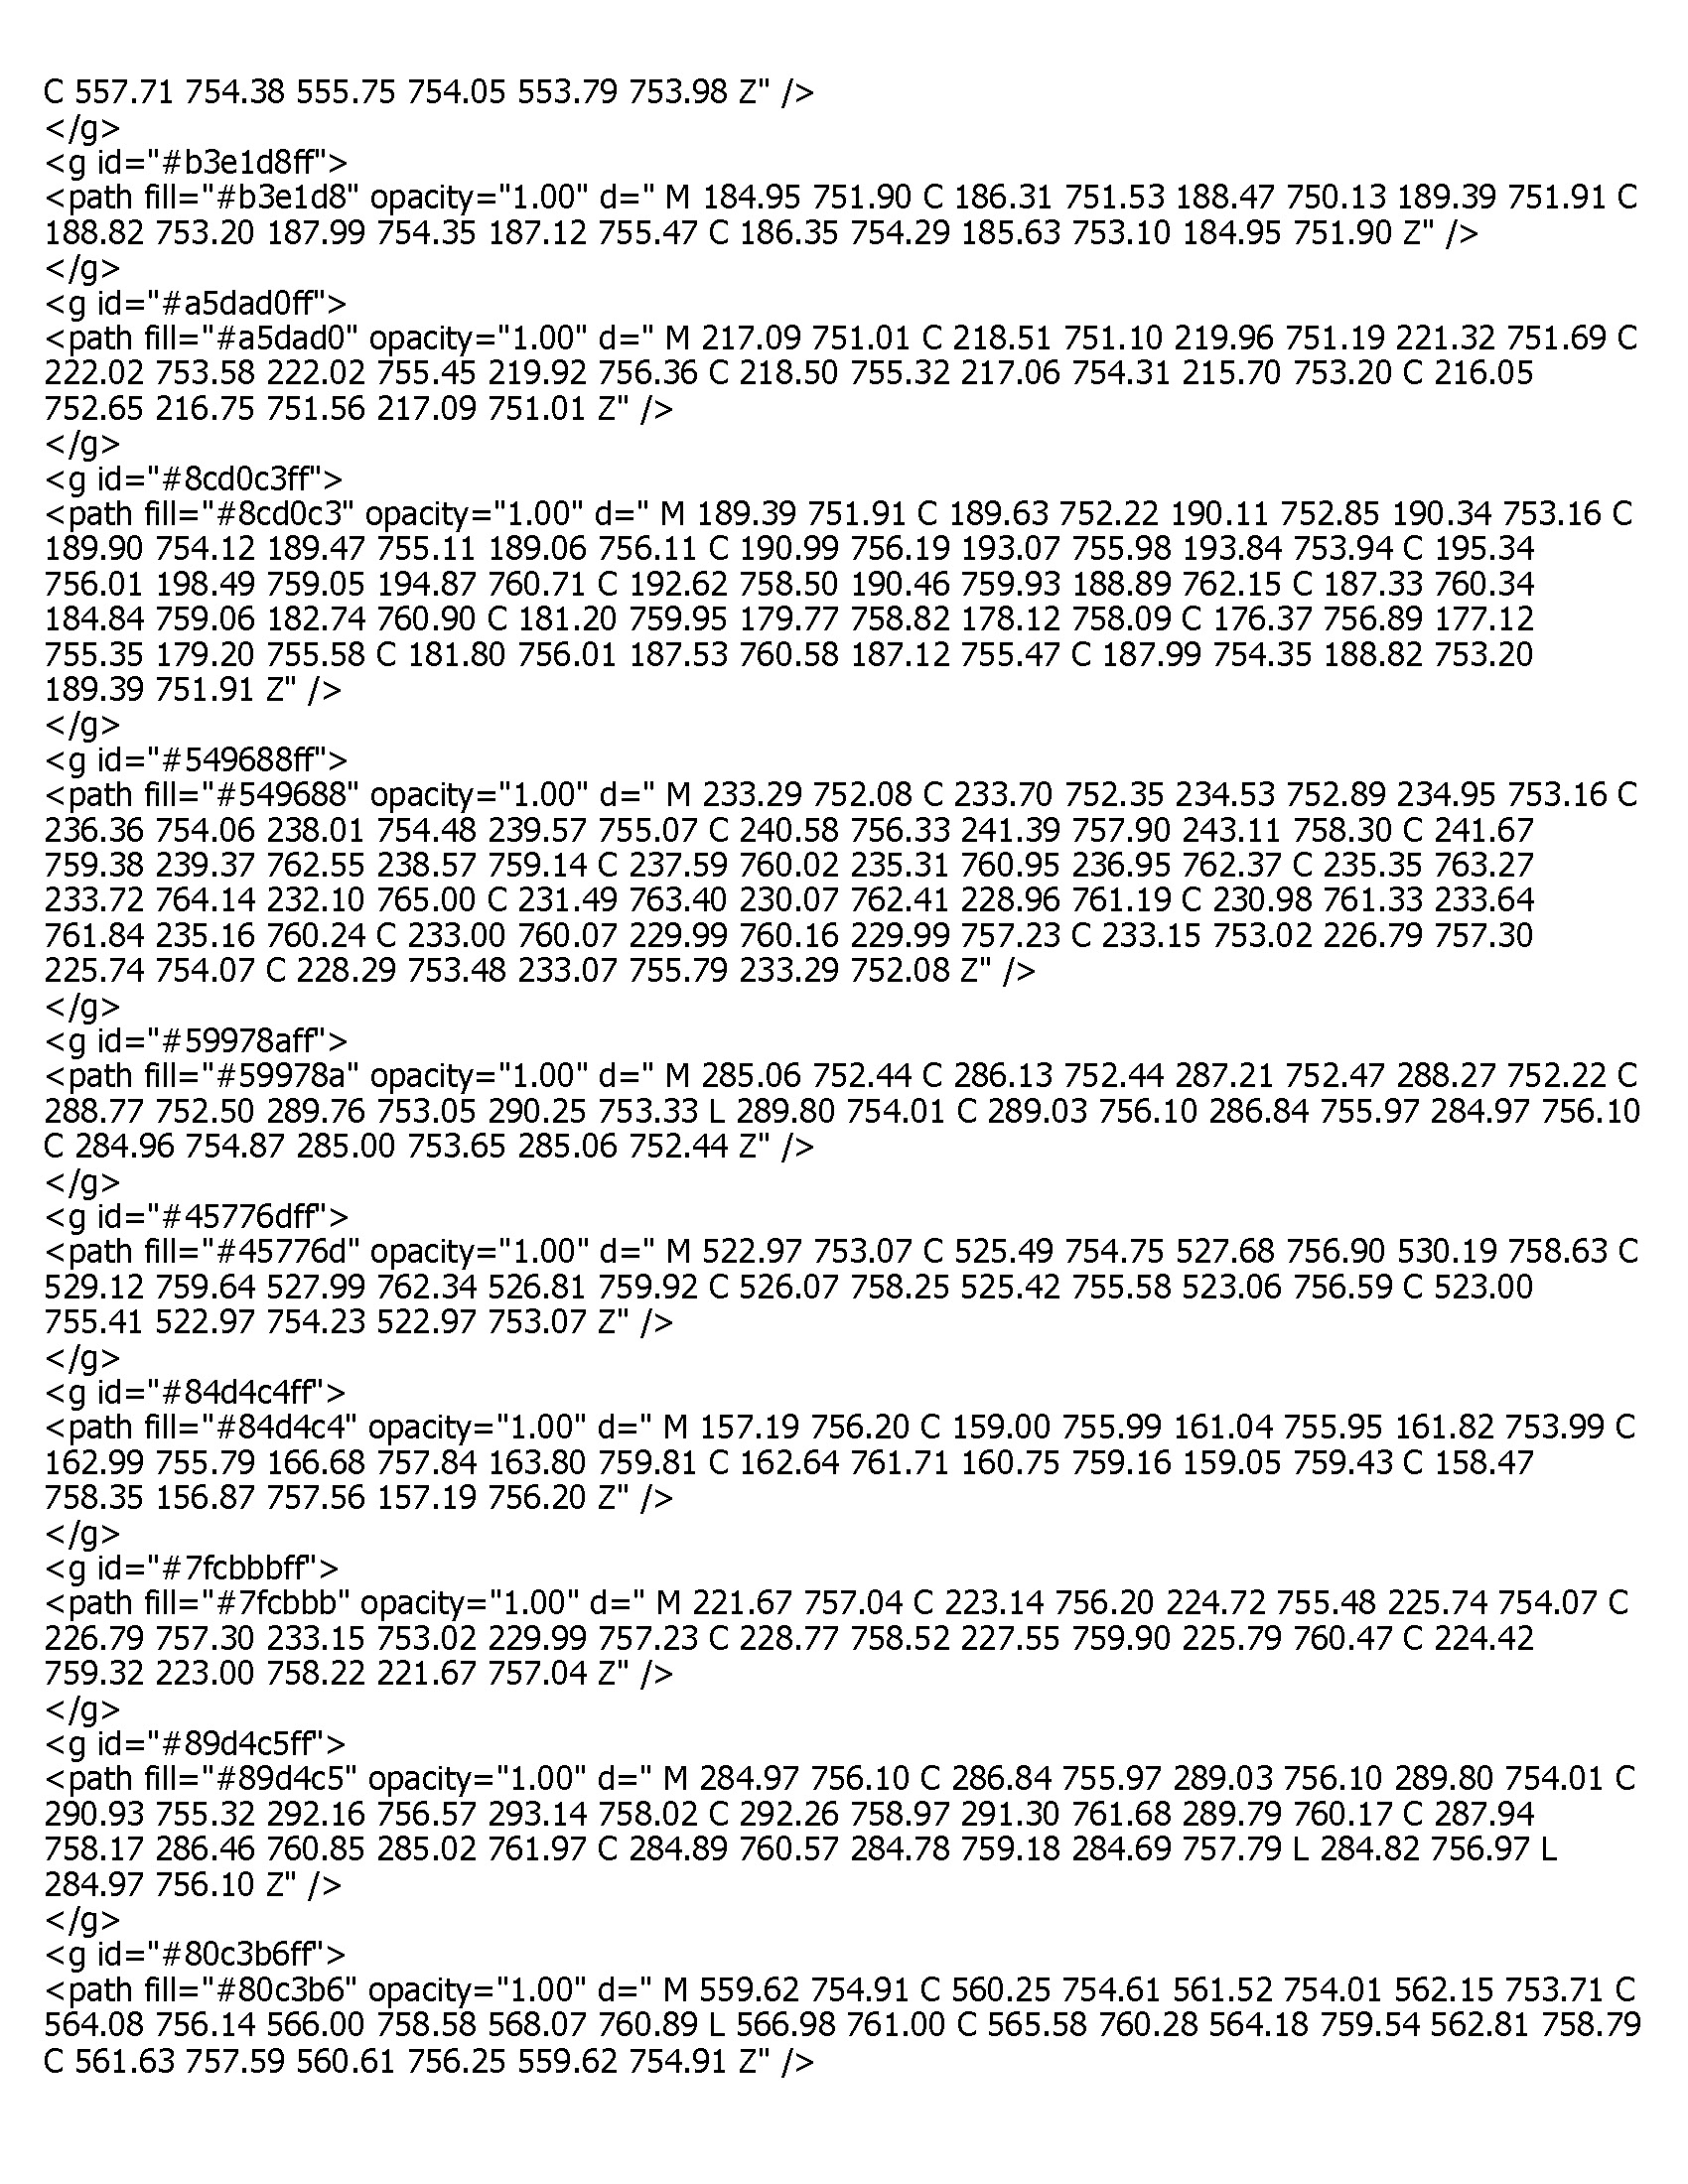 C 557.71 754.38 555.75 754.05 553.79 753.98 Z" />
</g>
<g id="#b3e1d8ff">
<path fill="#b3e1d8" opacity="1.00" d=" M 184.95 751.90 C 186.31 751.53 188.47 750.13 189.39 751.91 C
188.82 753.20 187.99 754.35 187.12 755.47 C 186.35 754.29 185.63 753.10 184.95 751.90 Z" />
</g>
<g id="#a5dad0ff">
<path fill="#a5dad0" opacity="1.00" d=" M 217.09 751.01 C 218.51 751.10 219.96 751.19 221.32 751.69 C
222.02 753.58 222.02 755.45 219.92 756.36 C 218.50 755.32 217.06 754.31 215.70 753.20 C 216.05
752.65 216.75 751.56 217.09 751.01 Z" />
</g>
<g id="#8cd0c3ff">
<path fill="#8cd0c3" opacity="1.00" d=" M 189.39 751.91 C 189.63 752.22 190.11 752.85 190.34 753.16 C
189.90 754.12 189.47 755.11 189.06 756.11 C 190.99 756.19 193.07 755.98 193.84 753.94 C 195.34
756.01 198.49 759.05 194.87 760.71 C 192.62 758.50 190.46 759.93 188.89 762.15 C 187.33 760.34
184.84 759.06 182.74 760.90 C 181.20 759.95 179.77 758.82 178.12 758.09 C 176.37 756.89 177.12
755.35 179.20 755.58 C 181.80 756.01 187.53 760.58 187.12 755.47 C 187.99 754.35 188.82 753.20
189.39 751.91 Z" />
</g>
<g id="#549688ff">
<path fill="#549688" opacity="1.00" d=" M 233.29 752.08 C 233.70 752.35 234.53 752.89 234.95 753.16 C
236.36 754.06 238.01 754.48 239.57 755.07 C 240.58 756.33 241.39 757.90 243.11 758.30 C 241.67
759.38 239.37 762.55 238.57 759.14 C 237.59 760.02 235.31 760.95 236.95 762.37 C 235.35 763.27
233.72 764.14 232.10 765.00 C 231.49 763.40 230.07 762.41 228.96 761.19 C 230.98 761.33 233.64
761.84 235.16 760.24 C 233.00 760.07 229.99 760.16 229.99 757.23 C 233.15 753.02 226.79 757.30
225.74 754.07 C 228.29 753.48 233.07 755.79 233.29 752.08 Z" />
</g>
<g id="#59978aff">
<path fill="#59978a" opacity="1.00" d=" M 285.06 752.44 C 286.13 752.44 287.21 752.47 288.27 752.22 C
288.77 752.50 289.76 753.05 290.25 753.33 L 289.80 754.01 C 289.03 756.10 286.84 755.97 284.97 756.10
C 284.96 754.87 285.00 753.65 285.06 752.44 Z" />
</g>
<g id="#45776dff">
<path fill="#45776d" opacity="1.00" d=" M 522.97 753.07 C 525.49 754.75 527.68 756.90 530.19 758.63 C
529.12 759.64 527.99 762.34 526.81 759.92 C 526.07 758.25 525.42 755.58 523.06 756.59 C 523.00
755.41 522.97 754.23 522.97 753.07 Z" />
</g>
<g id="#84d4c4ff">
<path fill="#84d4c4" opacity="1.00" d=" M 157.19 756.20 C 159.00 755.99 161.04 755.95 161.82 753.99 C
162.99 755.79 166.68 757.84 163.80 759.81 C 162.64 761.71 160.75 759.16 159.05 759.43 C 158.47
758.35 156.87 757.56 157.19 756.20 Z" />
</g>
<g id="#7fcbbbff">
<path fill="#7fcbbb" opacity="1.00" d=" M 221.67 757.04 C 223.14 756.20 224.72 755.48 225.74 754.07 C
226.79 757.30 233.15 753.02 229.99 757.23 C 228.77 758.52 227.55 759.90 225.79 760.47 C 224.42
759.32 223.00 758.22 221.67 757.04 Z" />
</g>
<g id="#89d4c5ff">
<path fill="#89d4c5" opacity="1.00" d=" M 284.97 756.10 C 286.84 755.97 289.03 756.10 289.80 754.01 C
290.93 755.32 292.16 756.57 293.14 758.02 C 292.26 758.97 291.30 761.68 289.79 760.17 C 287.94
758.17 286.46 760.85 285.02 761.97 C 284.89 760.57 284.78 759.18 284.69 757.79 L 284.82 756.97 L
284.97 756.10 Z" />
</g>
<g id="#80c3b6ff">
<path fill="#80c3b6" opacity="1.00" d=" M 559.62 754.91 C 560.25 754.61 561.52 754.01 562.15 753.71 C
564.08 756.14 566.00 758.58 568.07 760.89 L 566.98 761.00 C 565.58 760.28 564.18 759.54 562.81 758.79
C 561.63 757.59 560.61 756.25 559.62 754.91 Z" />